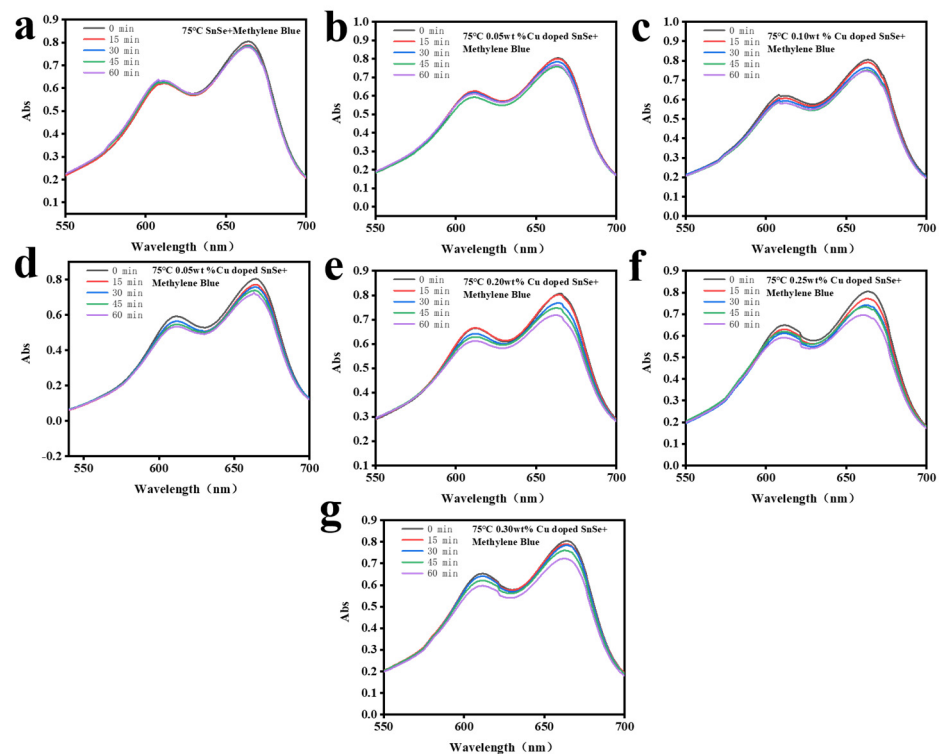 a
0 min 75°C SnSe+Methylene Blue
15 min
30 min
45 min
60 min
0.9
0.8
0.7
0.6
0.5
0.4
0.3
0.2
0.1
Abs
550 600 650 700
Wavelength（nm）
b
0 min
15 min 75°C 0.05wt %Cu doped SnSe+
30 min Methylene Blue
45 min
60 min
1.0
0.9
0.8
0.7
0.6
0.5
0.4
0.3
0.2
0.1
0.0
Abs
550 600 650 700
Wavelength（nm）
c
0 min
15 min 75°C 0.10wt % Cu doped SnSe+
30 min Methylene Blue
45 min
60 min
1.0
0.9
0.8
0.7
0.6
0.5
0.4
0.3
0.2
0.1
0.0
Abs
550 600 650 700
Wavelength（nm）
d
0 min 75°C 0.05wt %Cu doped SnSe+
15 min Methylene Blue
30 min
45 min
60 min
0.8
0.6
0.4
0.2
0.0
-0.2
Abs
550 600 650 700
Wavelength（nm）
e
0 min 75°C 0.20wt% Cu doped SnSe+
15 min Methylene Blue
30 min
45 min
60 min
0.9
0.8
0.7
0.6
0.5
0.4
0.3
0.2
0.1
Abs
550 600 650 700
Wavelength（nm）
f
0 min 75°C 0.25wt% Cu doped SnSe+
15 min Methylene Blue
30 min
45 min
60 min
0.9
0.8
0.7
0.6
0.5
0.4
0.3
0.2
0.1
0.0
Abs
550 600 650 700
Wavelength（nm）
g
0 min 75°C 0.30wt% Cu doped SnSe+
15 min Methylene Blue
30 min
45 min
60 min
0.9
0.8
0.7
0.6
0.5
0.4
0.3
0.2
0.1
0.0
Abs
550 600 650 700
Wavelength（nm）